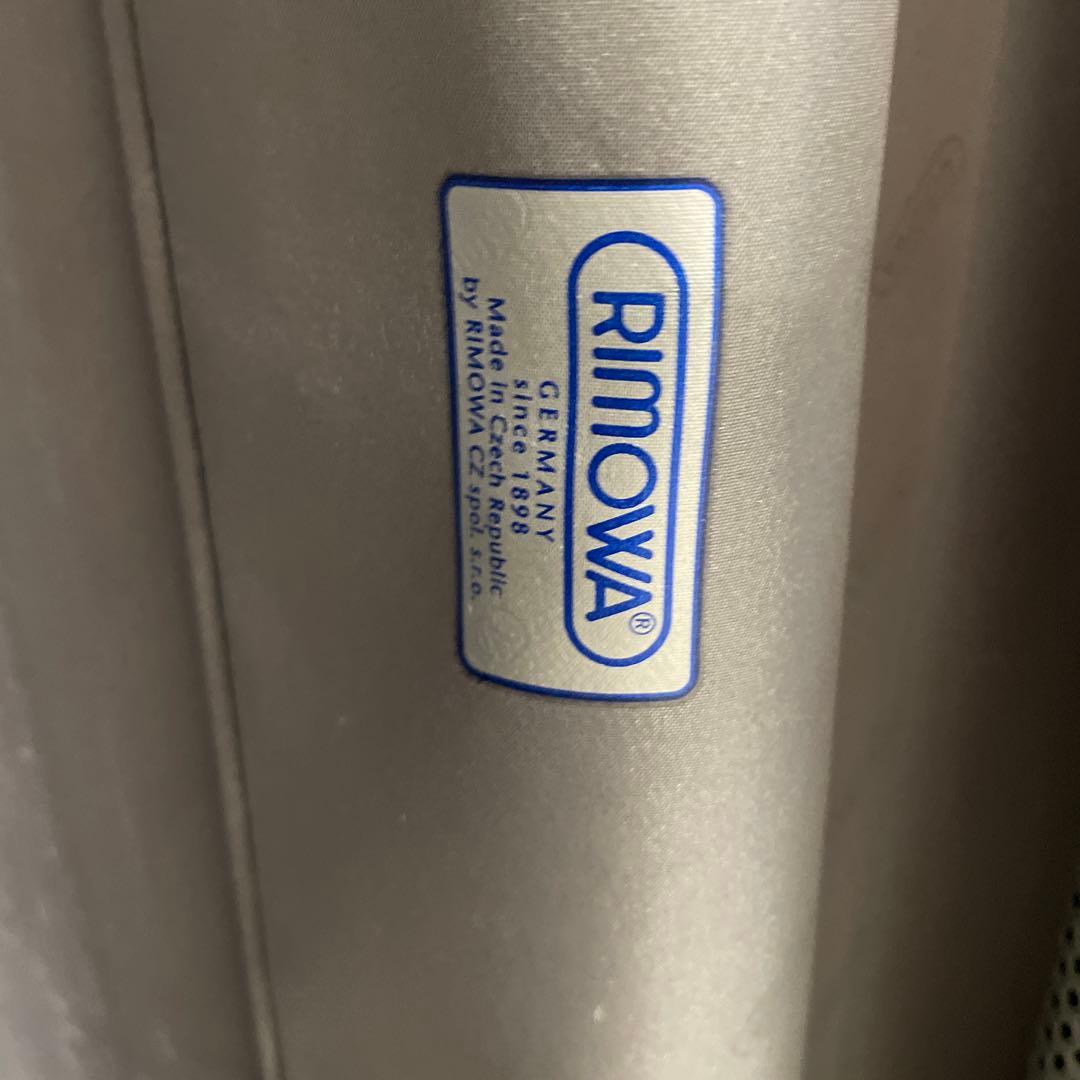 RIMOWA®
GERMANY
since 1898
Made in Czech Republic
by RIMOWA CZ spol. s.r.o.